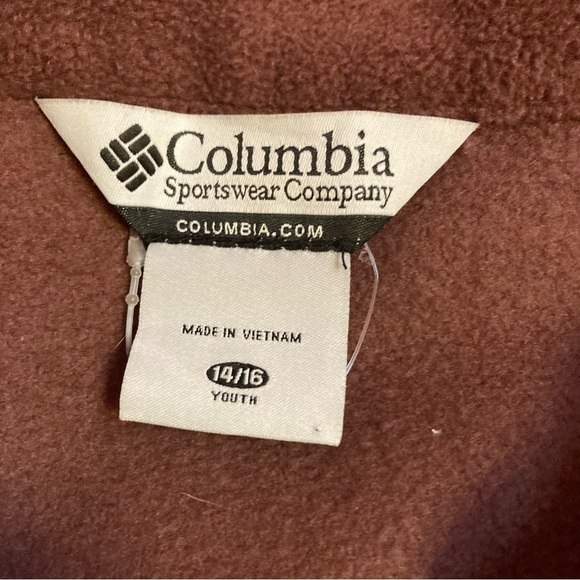 Columbia
Sportswear Company
COLUMBIA.COM
MADE IN VIETNAM
14/16
YOUTH